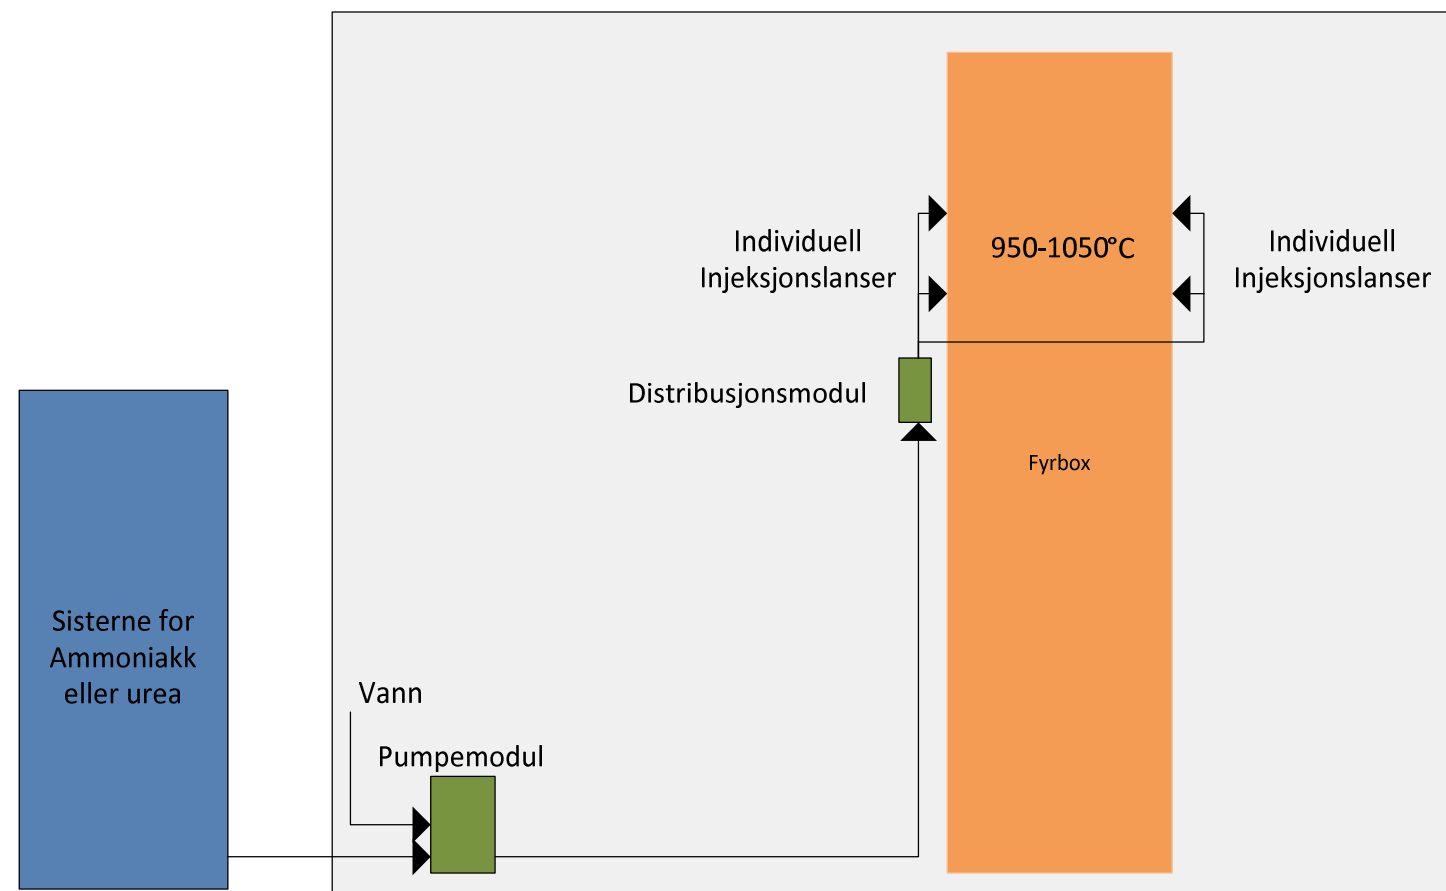 Individuell
Injeksjonslanser
950-1050°C
Individuell
Injeksjonslanser
Distribusjonsmodul
Fyrbox
Sisterne for
Ammoniakk
eller urea
Vann
Pumpemodul